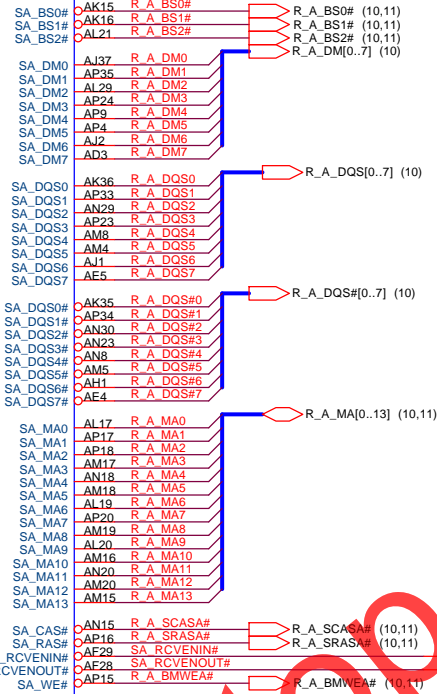 SA_BS0# AK15 R_A_BS0# R_A_BS0# (10,11)
SA_BS1# AK16 R_A_BS1# R_A_BS1# (10,11)
SA_BS2# AL21 R_A_BS2# R_A_BS2# (10,11)
R_A_DM[0..7] (10)
SA_DM0 AJ37 R_A_DM0
SA_DM1 AP35 R_A_DM1
SA_DM2 AL29 R_A_DM2
SA_DM3 AP24 R_A_DM3
SA_DM4 AP9 R_A_DM4
SA_DM5 AP4 R_A_DM5
SA_DM6 AJ2 R_A_DM6
SA_DM7 AD3 R_A_DM7
R_A_DQS[0..7] (10)
SA_DQS0 AK36 R_A_DQS0
SA_DQS1 AP33 R_A_DQS1
SA_DQS2 AN29 R_A_DQS2
SA_DQS3 AP23 R_A_DQS3
SA_DQS4 AM8 R_A_DQS4
SA_DQS5 AM4 R_A_DQS5
SA_DQS6 AJ1 R_A_DQS6
SA_DQS7 AE5 R_A_DQS7
R_A_DQS#[0..7] (10)
SA_DQS0# AK35 R_A_DQS#0
SA_DQS1# AP34 R_A_DQS#1
SA_DQS2# AN30 R_A_DQS#2
SA_DQS3# AN23 R_A_DQS#3
SA_DQS4# AN8 R_A_DQS#4
SA_DQS5# AM5 R_A_DQS#5
SA_DQS6# AH1 R_A_DQS#6
SA_DQS7# AE4 R_A_DQS#7
R_A_MA[0..13] (10,11)
SA_MA0 AL17 R_A_MA0
SA_MA1 AP17 R_A_MA1
SA_MA2 AP18 R_A_MA2
SA_MA3 AM17 R_A_MA3
SA_MA4 AN18 R_A_MA4
SA_MA5 AM18 R_A_MA5
SA_MA6 AL19 R_A_MA6
SA_MA7 AP20 R_A_MA7
SA_MA8 AM19 R_A_MA8
SA_MA9 AL20 R_A_MA9
SA_MA10 AM16 R_A_MA10
SA_MA11 AN20 R_A_MA11
SA_MA12 AM20 R_A_MA12
SA_MA13 AM15 R_A_MA13
SA_CAS# AN15 R_A_SCASA# R_A_SCASA# (10,11)
SA_RAS# AP16 R_A_SRASA# R_A_SRASA# (10,11)
_RCVENIN# AF29 SA_RCVENIN#
CVENOUT# AF28 SA_RCVENOUT#
SA_WE# AP15 R_A_BMWEA# R_A_BMWEA# (10,11)